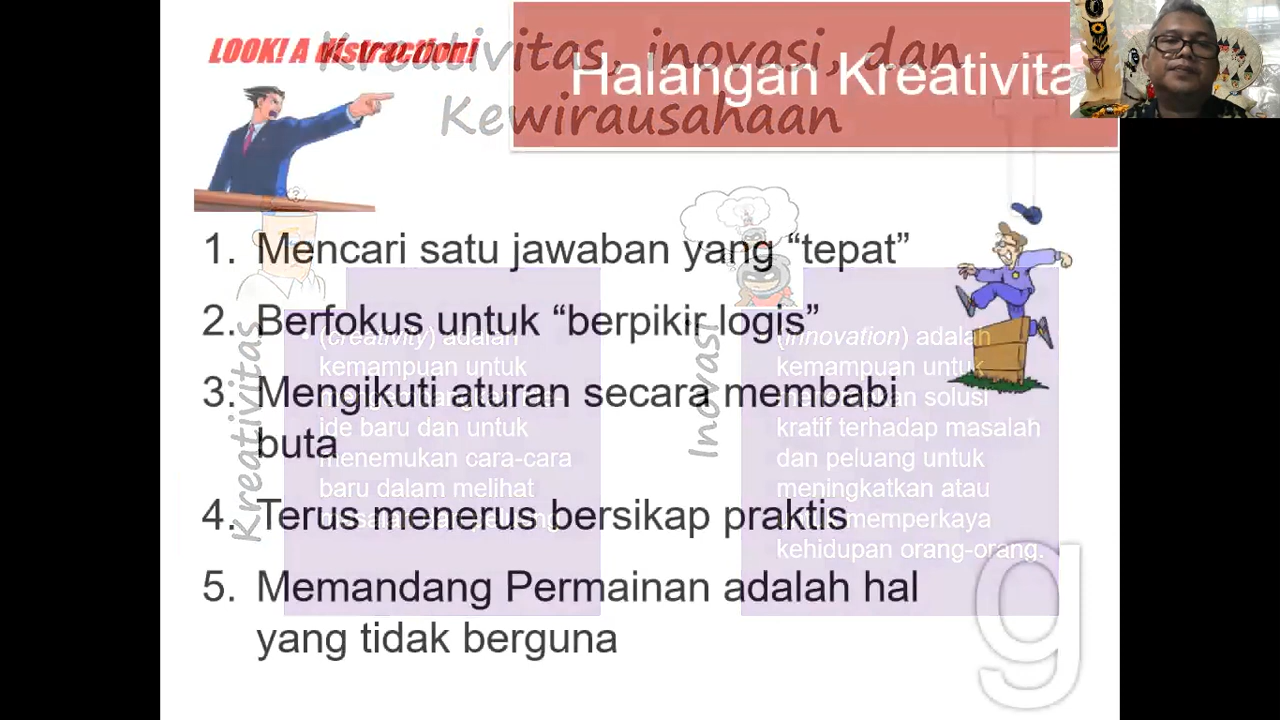 LOOK! A distraction!
Kreativitas, inovasi, dan
Kewirausahaan
Halangan Kreativita
1. Mencari satu jawaban yang “tepat”
2. Berfokus untuk “berpikir logis”
3. Mengikuti aturan secara membabi
buta
4. Terus menerus bersikap praktis
5. Memandang Permainan adalah hal
yang tidak berguna
Kreativitas
(creativity) adalah
kemampuan untuk
ide baru dan untuk
menemukan cara-cara
baru dalam melihat
Inovasi
(innovation) adalah
kemampuan untuk
solusi
kratif terhadap masalah
dan peluang untuk
meningkatkan atau
memperkaya
kehidupan orang-orang.
g